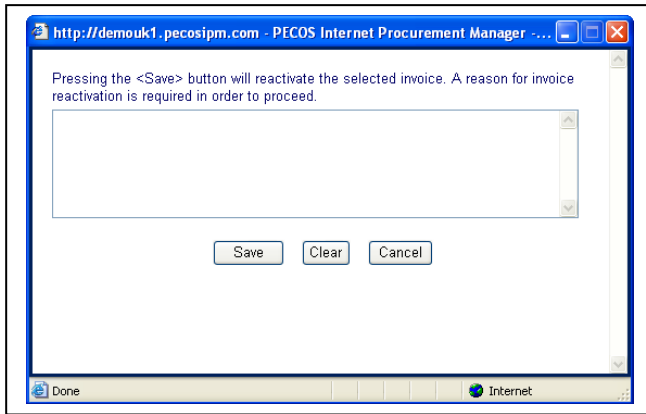 http://demouk1.pecosipm.com - PECOS Internet Procurement Manager -...
Pressing the <Save> button will reactivate the selected invoice. A reason for invoice
reactivation is required in order to proceed.
Save Clear Cancel
Done Internet